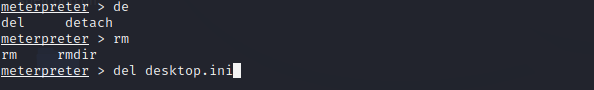 meterpreter > de
del     detach
meterpreter > rm
rm     rmdir
meterpreter > del desktop.ini